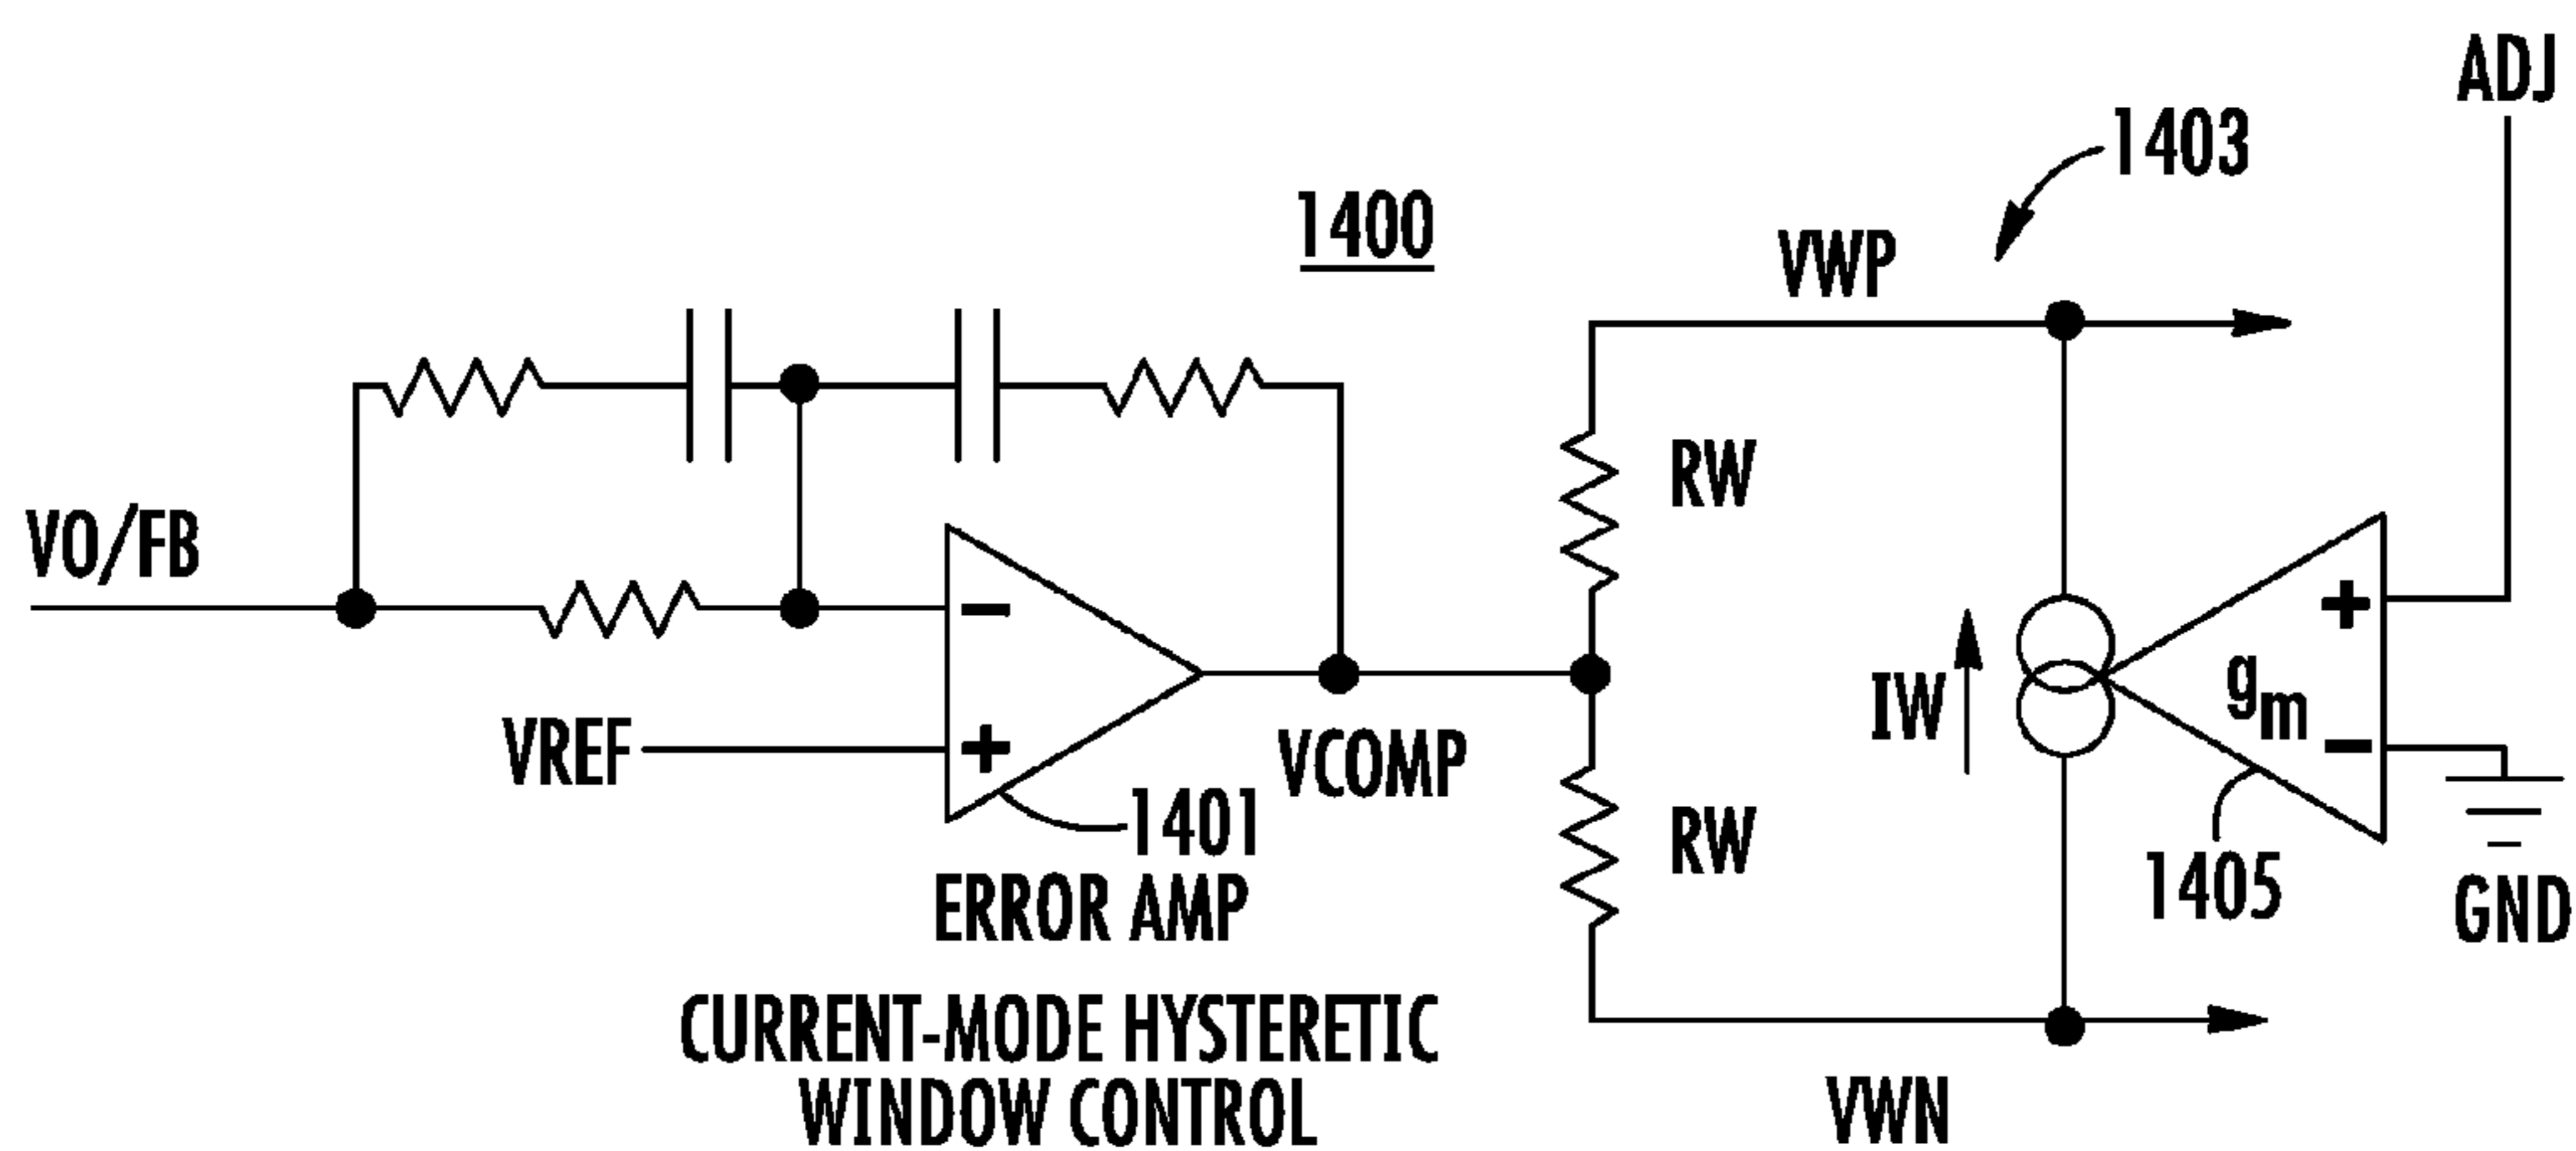 ADJ
1403
1400
VWP
RW
VO/FB
−
+
IW
gm
VREF
+
−
VCOMP
1401
RW
1405
ERROR AMP
GND
CURRENT-MODE HYSTERETIC
WINDOW CONTROL
VWN